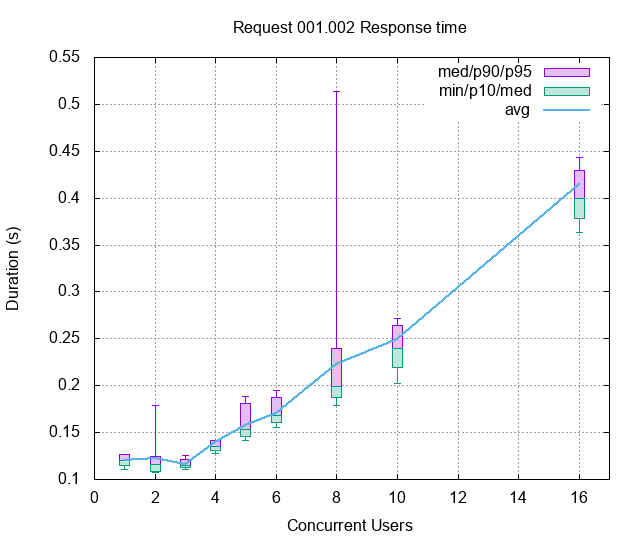 Request 001.002 Response time
0.55
0.5
0.45
0.4
0.35
0.3
0.25
0.2
0.15
0.1
med/p90/p95
min/p10/med
avg
Duration (s)
0 2 4 6 8 10 12 14 16
Concurrent Users